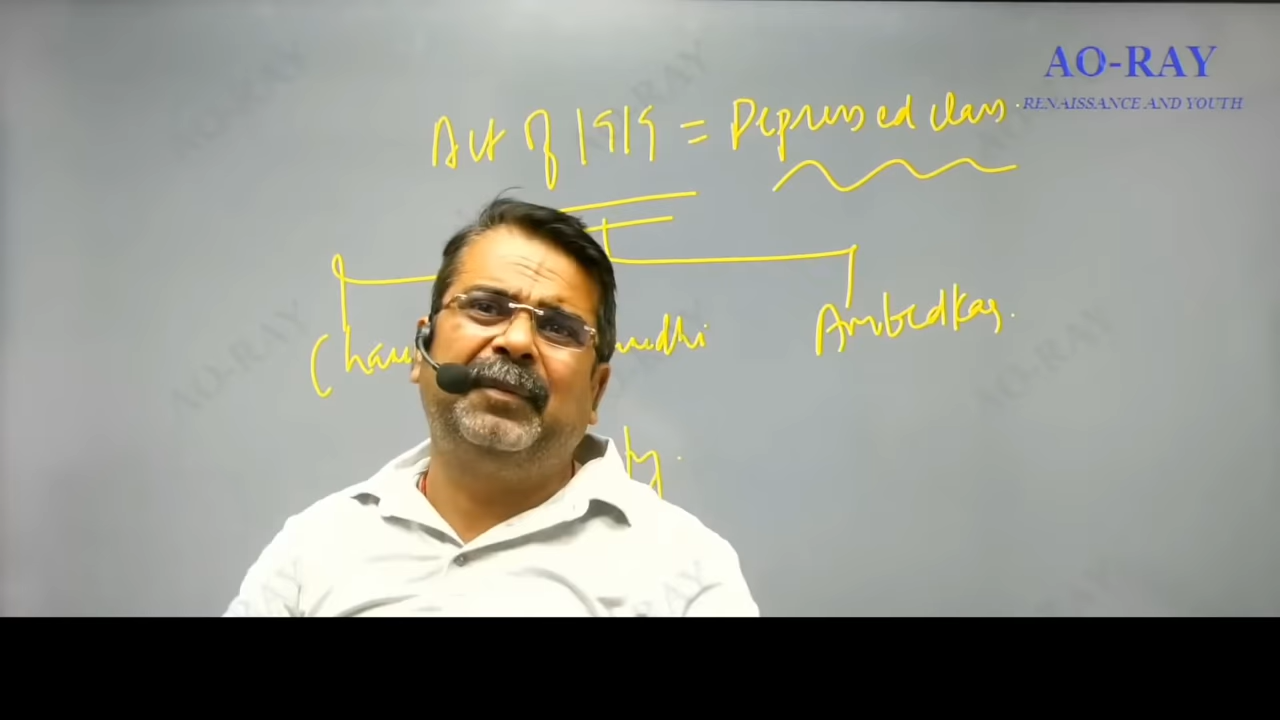 AO-RAY
RENAISSANCE AND YOUTH
Act of 1919 = Depressed class.
Ambedkar.